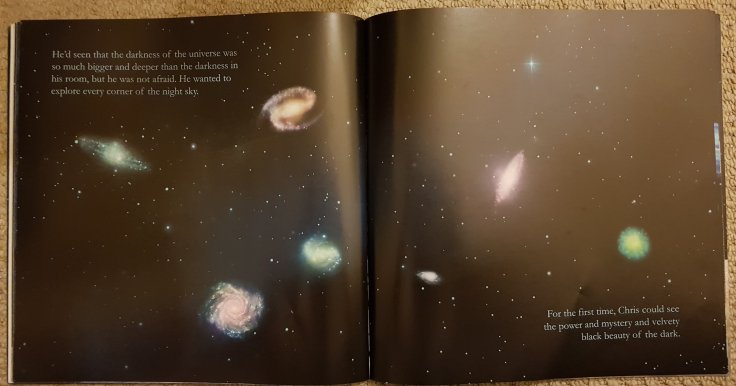 He'd seen that the darkness of the universe was
so much bigger and deeper than the darkness in
his room, but he was not afraid. He wanted to
explore every corner of the night sky.
For the first time, Chris could see
the power and mystery and velvety
black beauty of the dark.